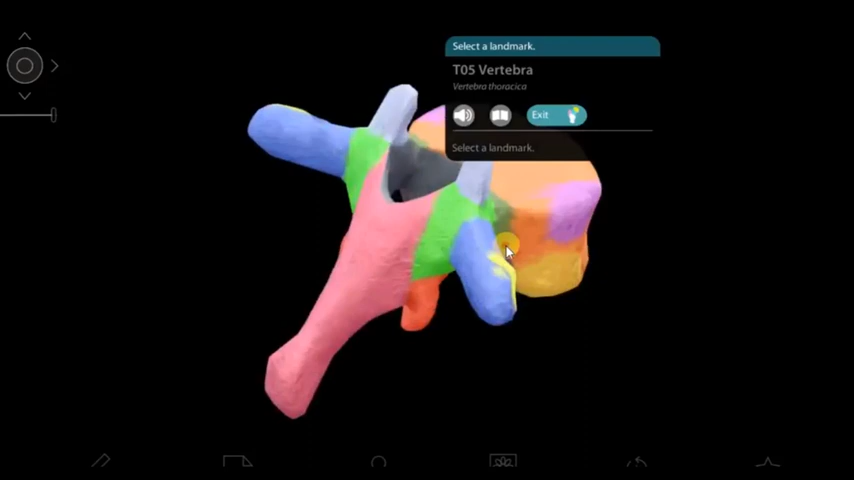 Select a landmark.
T05 Vertebra
Vertebra thoracica
Exit
Select a landmark.